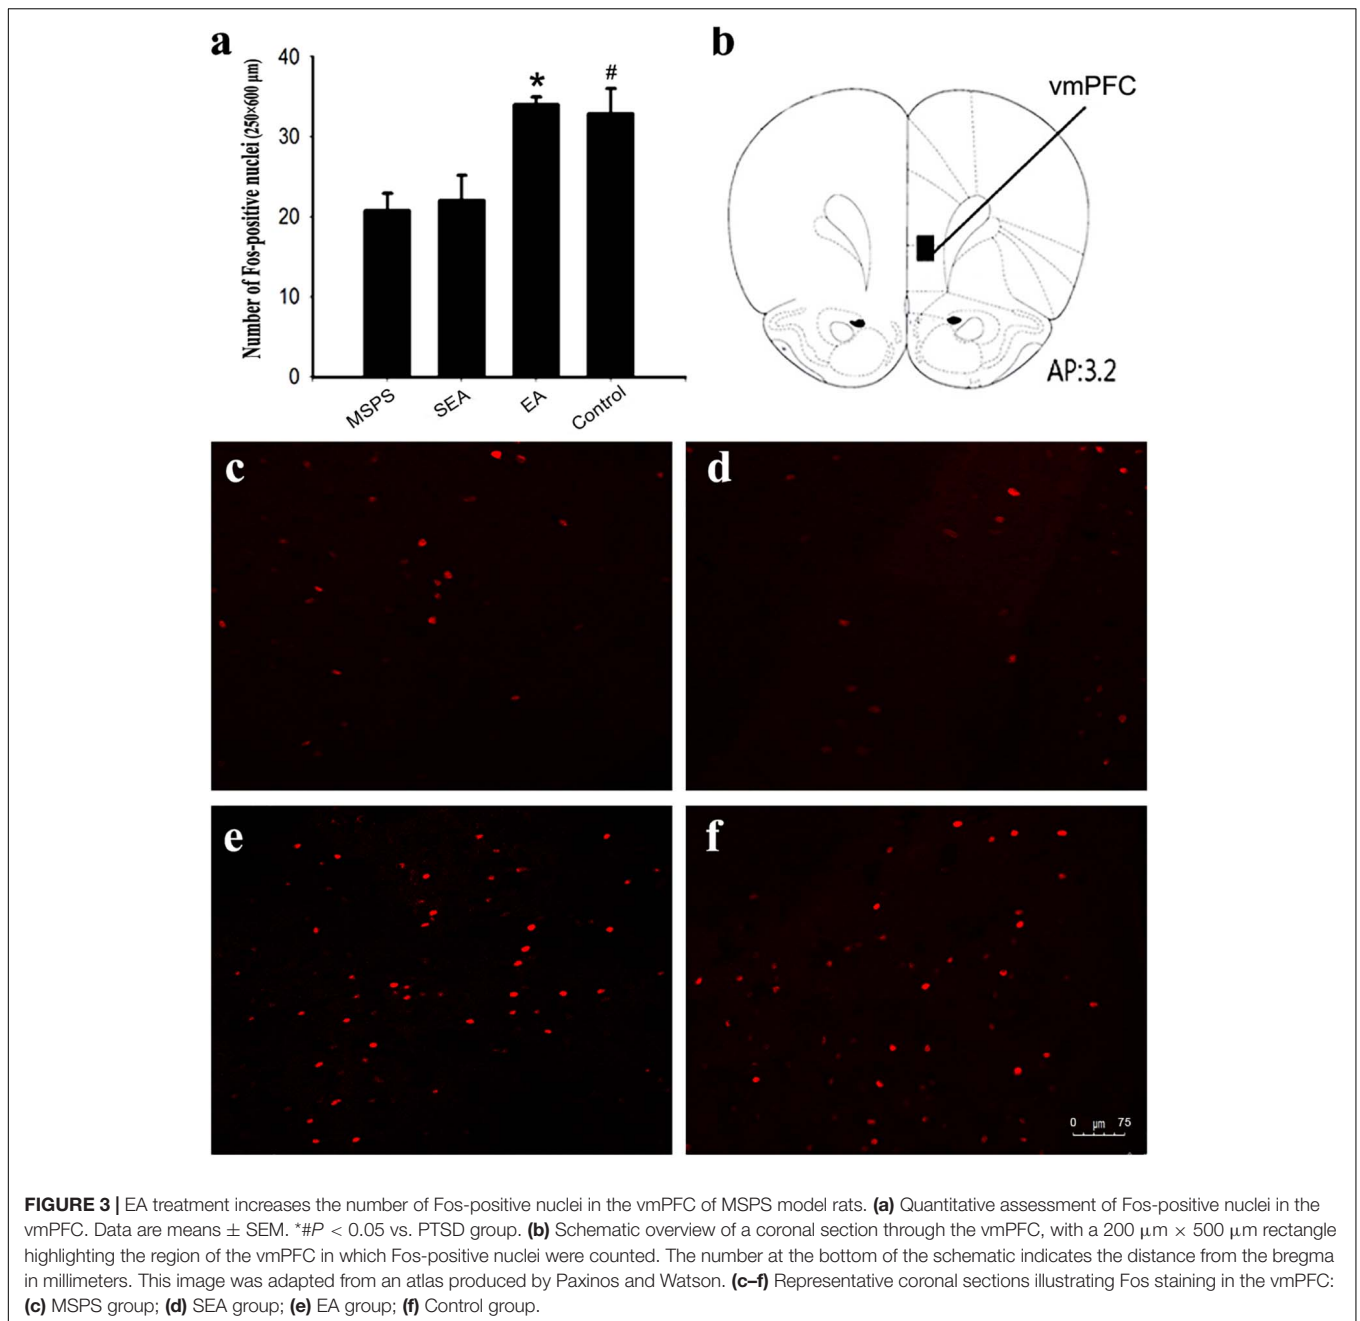 a
b
Number of Fos-positive nuclei (250×600 μm)
40
30
20
10
0
*
#
MSPS
SEA
EA
Control
vmPFC
AP:3.2
c
d
e
f
0 μm 75
FIGURE 3 | EA treatment increases the number of Fos-positive nuclei in the vmPFC of MSPS model rats. (a) Quantitative assessment of Fos-positive nuclei in the
vmPFC. Data are means ± SEM. *#P < 0.05 vs. PTSD group. (b) Schematic overview of a coronal section through the vmPFC, with a 200 μm × 500 μm rectangle
highlighting the region of the vmPFC in which Fos-positive nuclei were counted. The number at the bottom of the schematic indicates the distance from the bregma
in millimeters. This image was adapted from an atlas produced by Paxinos and Watson. (c–f) Representative coronal sections illustrating Fos staining in the vmPFC:
(c) MSPS group; (d) SEA group; (e) EA group; (f) Control group.